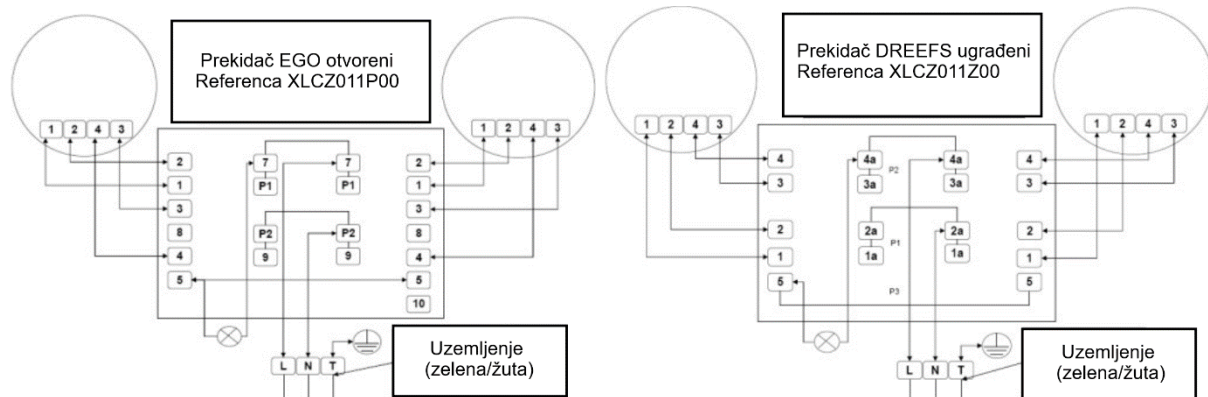 Prekidač EGO otvoreni
Referenca XLCZ011P00
1 2 4 3
1 2 4 3
2 7 7 2
1 P1 P1 1
3 3
8 P2 P2 8
4 9 9 4
5 5
10
L N T
Uzemljenje
(zelena/žuta)
Prekidač DREEFS ugrađeni
Referenca XLCZ011Z00
1 2 4 3
1 2 4 3
4 4a 4a 4
P2
3 3a 3a 3
2 2a 2a 2
P1
1 1a 1a 1
5 5
P3
L N T
Uzemljenje
(zelena/žuta)